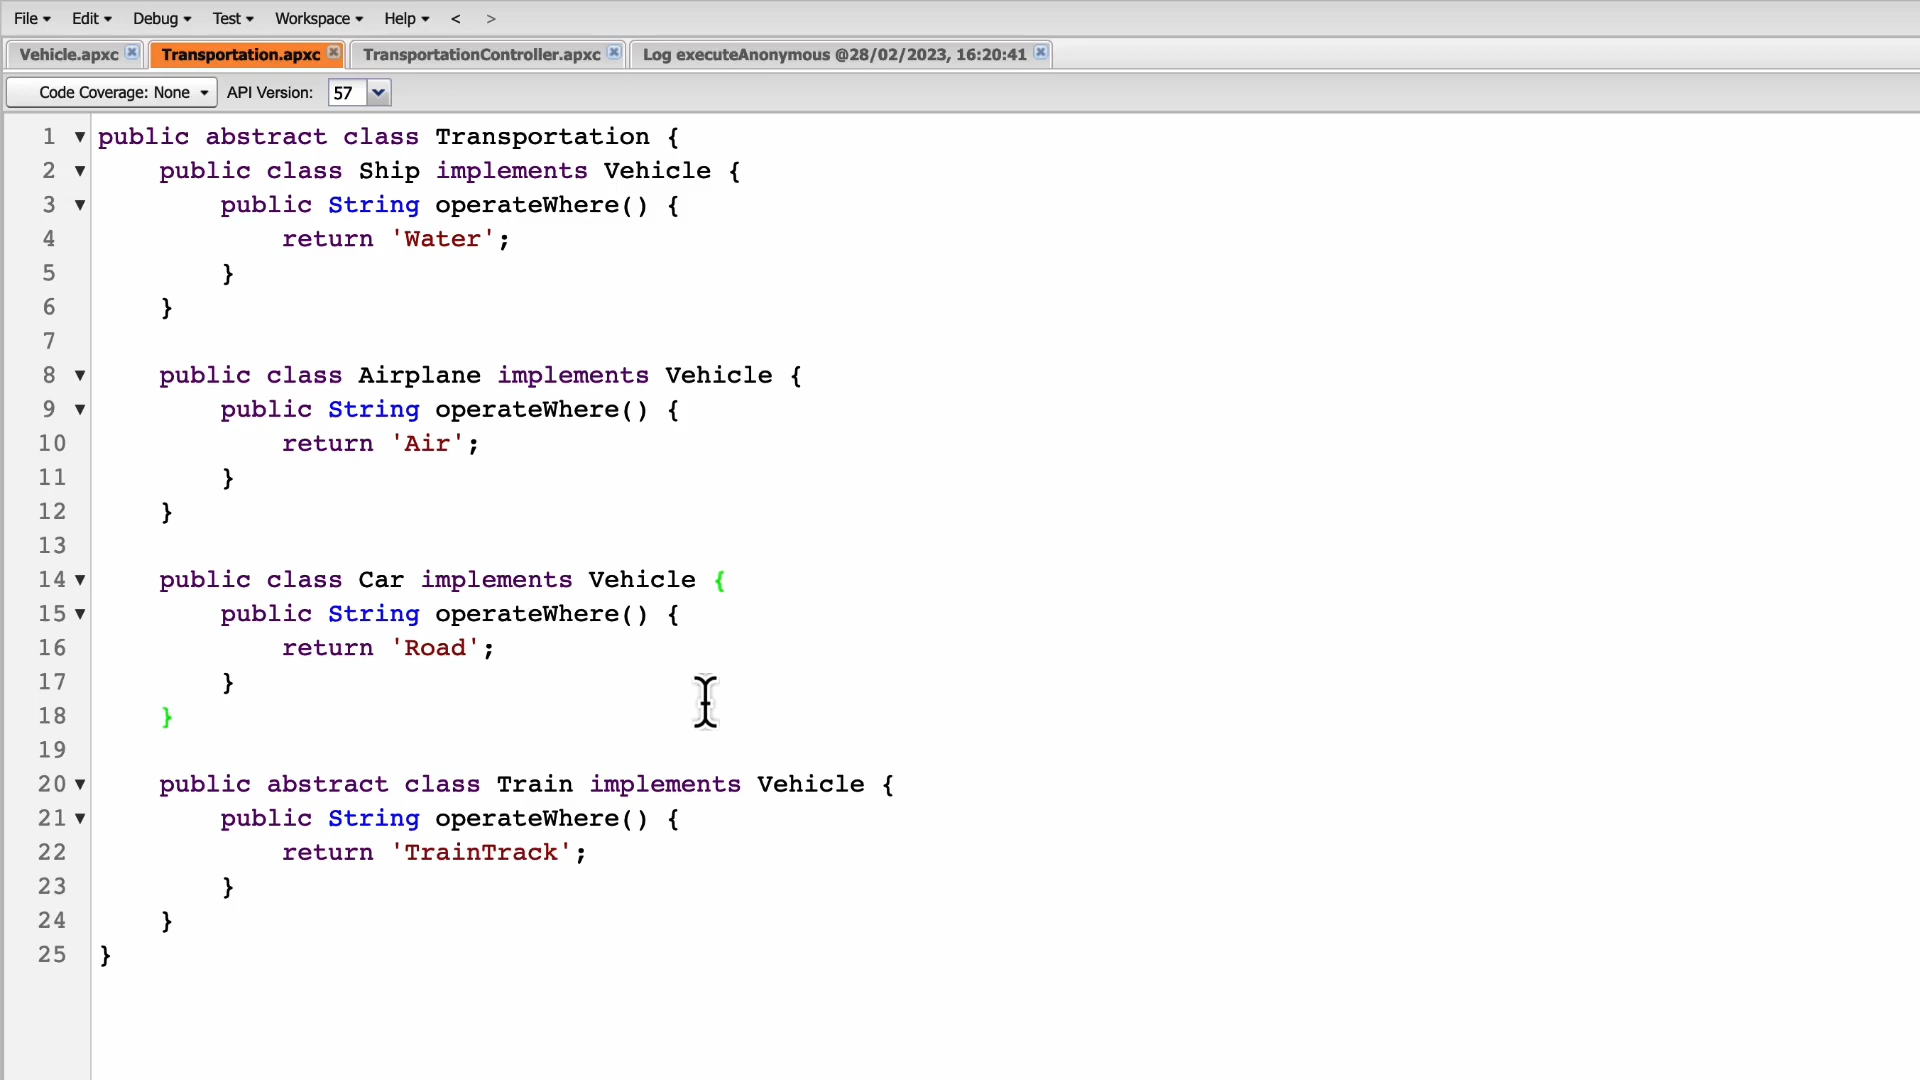 File Edit Debug Test Workspace Help < >
Vehicle.apxc Transportation.apxc TransportationController.apxc Log executeAnonymous @28/02/2023, 16:20:41
Code Coverage: None API Version: 57
1 public abstract class Transportation {
2 public class Ship implements Vehicle {
3 public String operateWhere() {
4 return 'Water';
5 }
6 }
7
8 public class Airplane implements Vehicle {
9 public String operateWhere() {
10 return 'Air';
11 }
12 }
13
14 public class Car implements Vehicle {
15 public String operateWhere() {
16 return 'Road';
17 }
18 }
19
20 public abstract class Train implements Vehicle {
21 public String operateWhere() {
22 return 'TrainTrack';
23 }
24 }
25 }